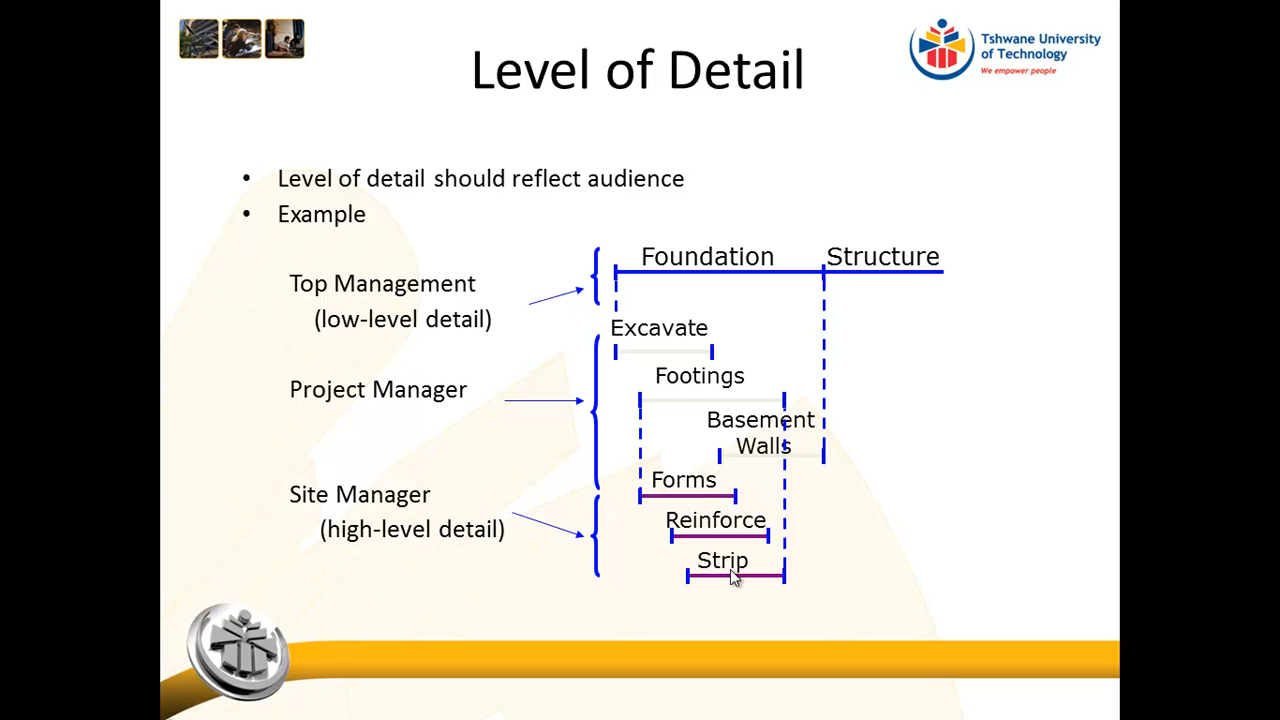 Level of Detail
Tshwane University
of Technology
We empower people
• Level of detail should reflect audience
• Example
Top Management
(low-level detail)
Project Manager
Site Manager
(high-level detail)
Foundation
Structure
Excavate
Footings
Basement
Walls
Forms
Reinforce
Strip